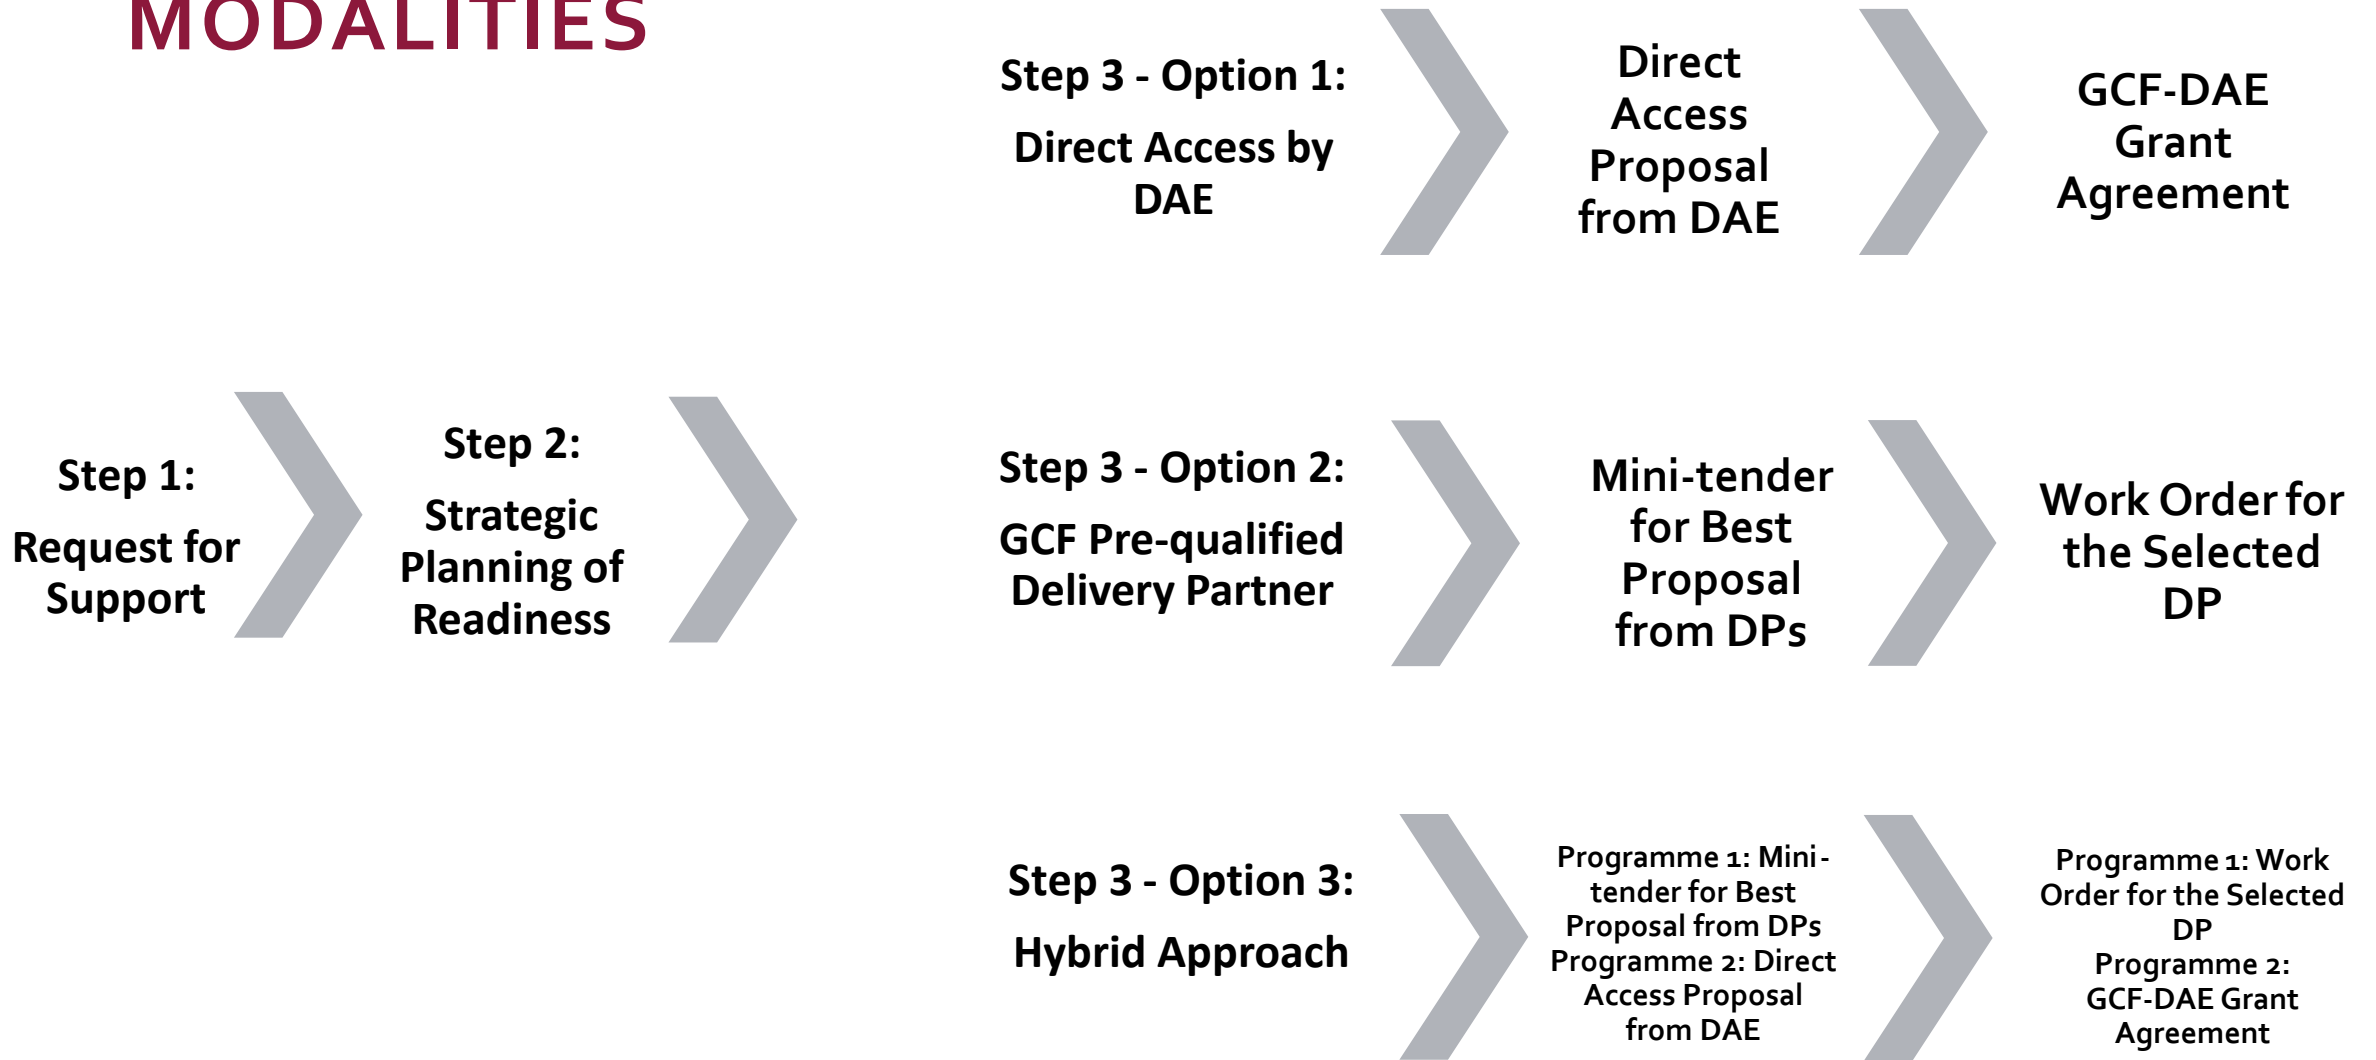 MODALITIES
Step 1:
Request for
Support
Step 2:
Strategic
Planning of
Readiness
Step 3 - Option 1:
Direct Access by
DAE
Direct
Access
Proposal
from DAE
GCF-DAE
Grant
Agreement
Step 3 - Option 2:
GCF Pre-qualified
Delivery Partner
Mini-tender
for Best
Proposal
from DPs
Work Order for
the Selected
DP
Step 3 - Option 3:
Hybrid Approach
Programme 1: Mini-
tender for Best
Proposal from DPs
Programme 2: Direct
Access Proposal
from DAE
Programme 1: Work
Order for the Selected
DP
Programme 2:
GCF-DAE Grant
Agreement